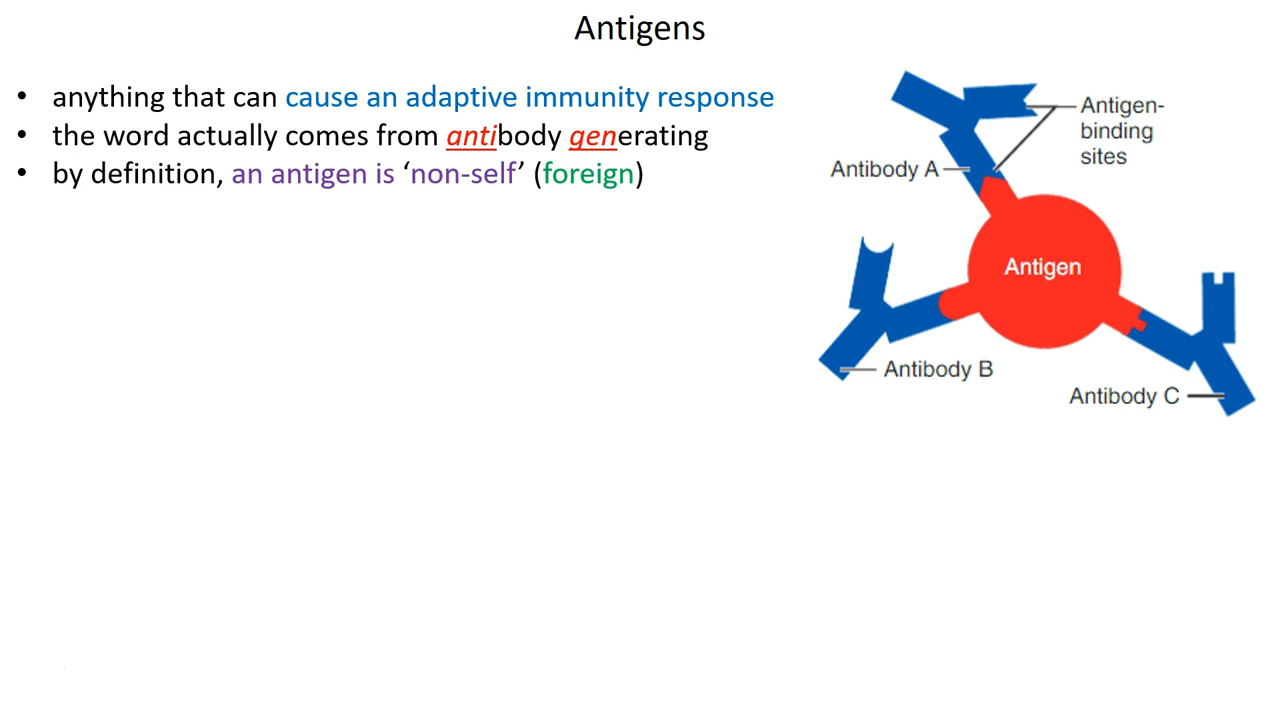 Antigens
• anything that can cause an adaptive immunity response
• the word actually comes from antibody generating
• by definition, an antigen is ‘non-self’ (foreign)
Antigen-
binding
sites
Antibody A
Antigen
Antibody B
Antibody C